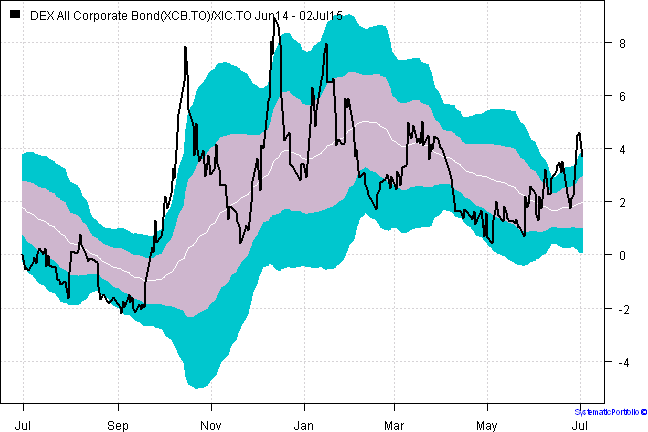 DEX All Corporate Bond(XCB.TO)/XIC.TO Jun14 - 02Jul15
8
6
4
2
0
-2
-4
Jul Sep Nov Jan Mar May Jul
SystematicPortfolio ©